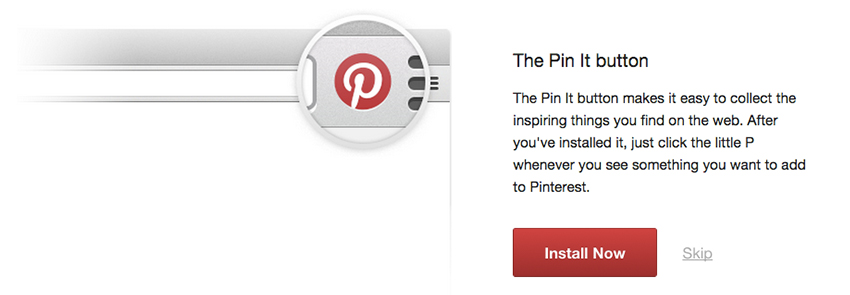 The Pin It button
The Pin It button makes it easy to collect the
inspiring things you find on the web. After
you've installed it, just click the little P
whenever you see something you want to add
to Pinterest.
Install Now
Skip